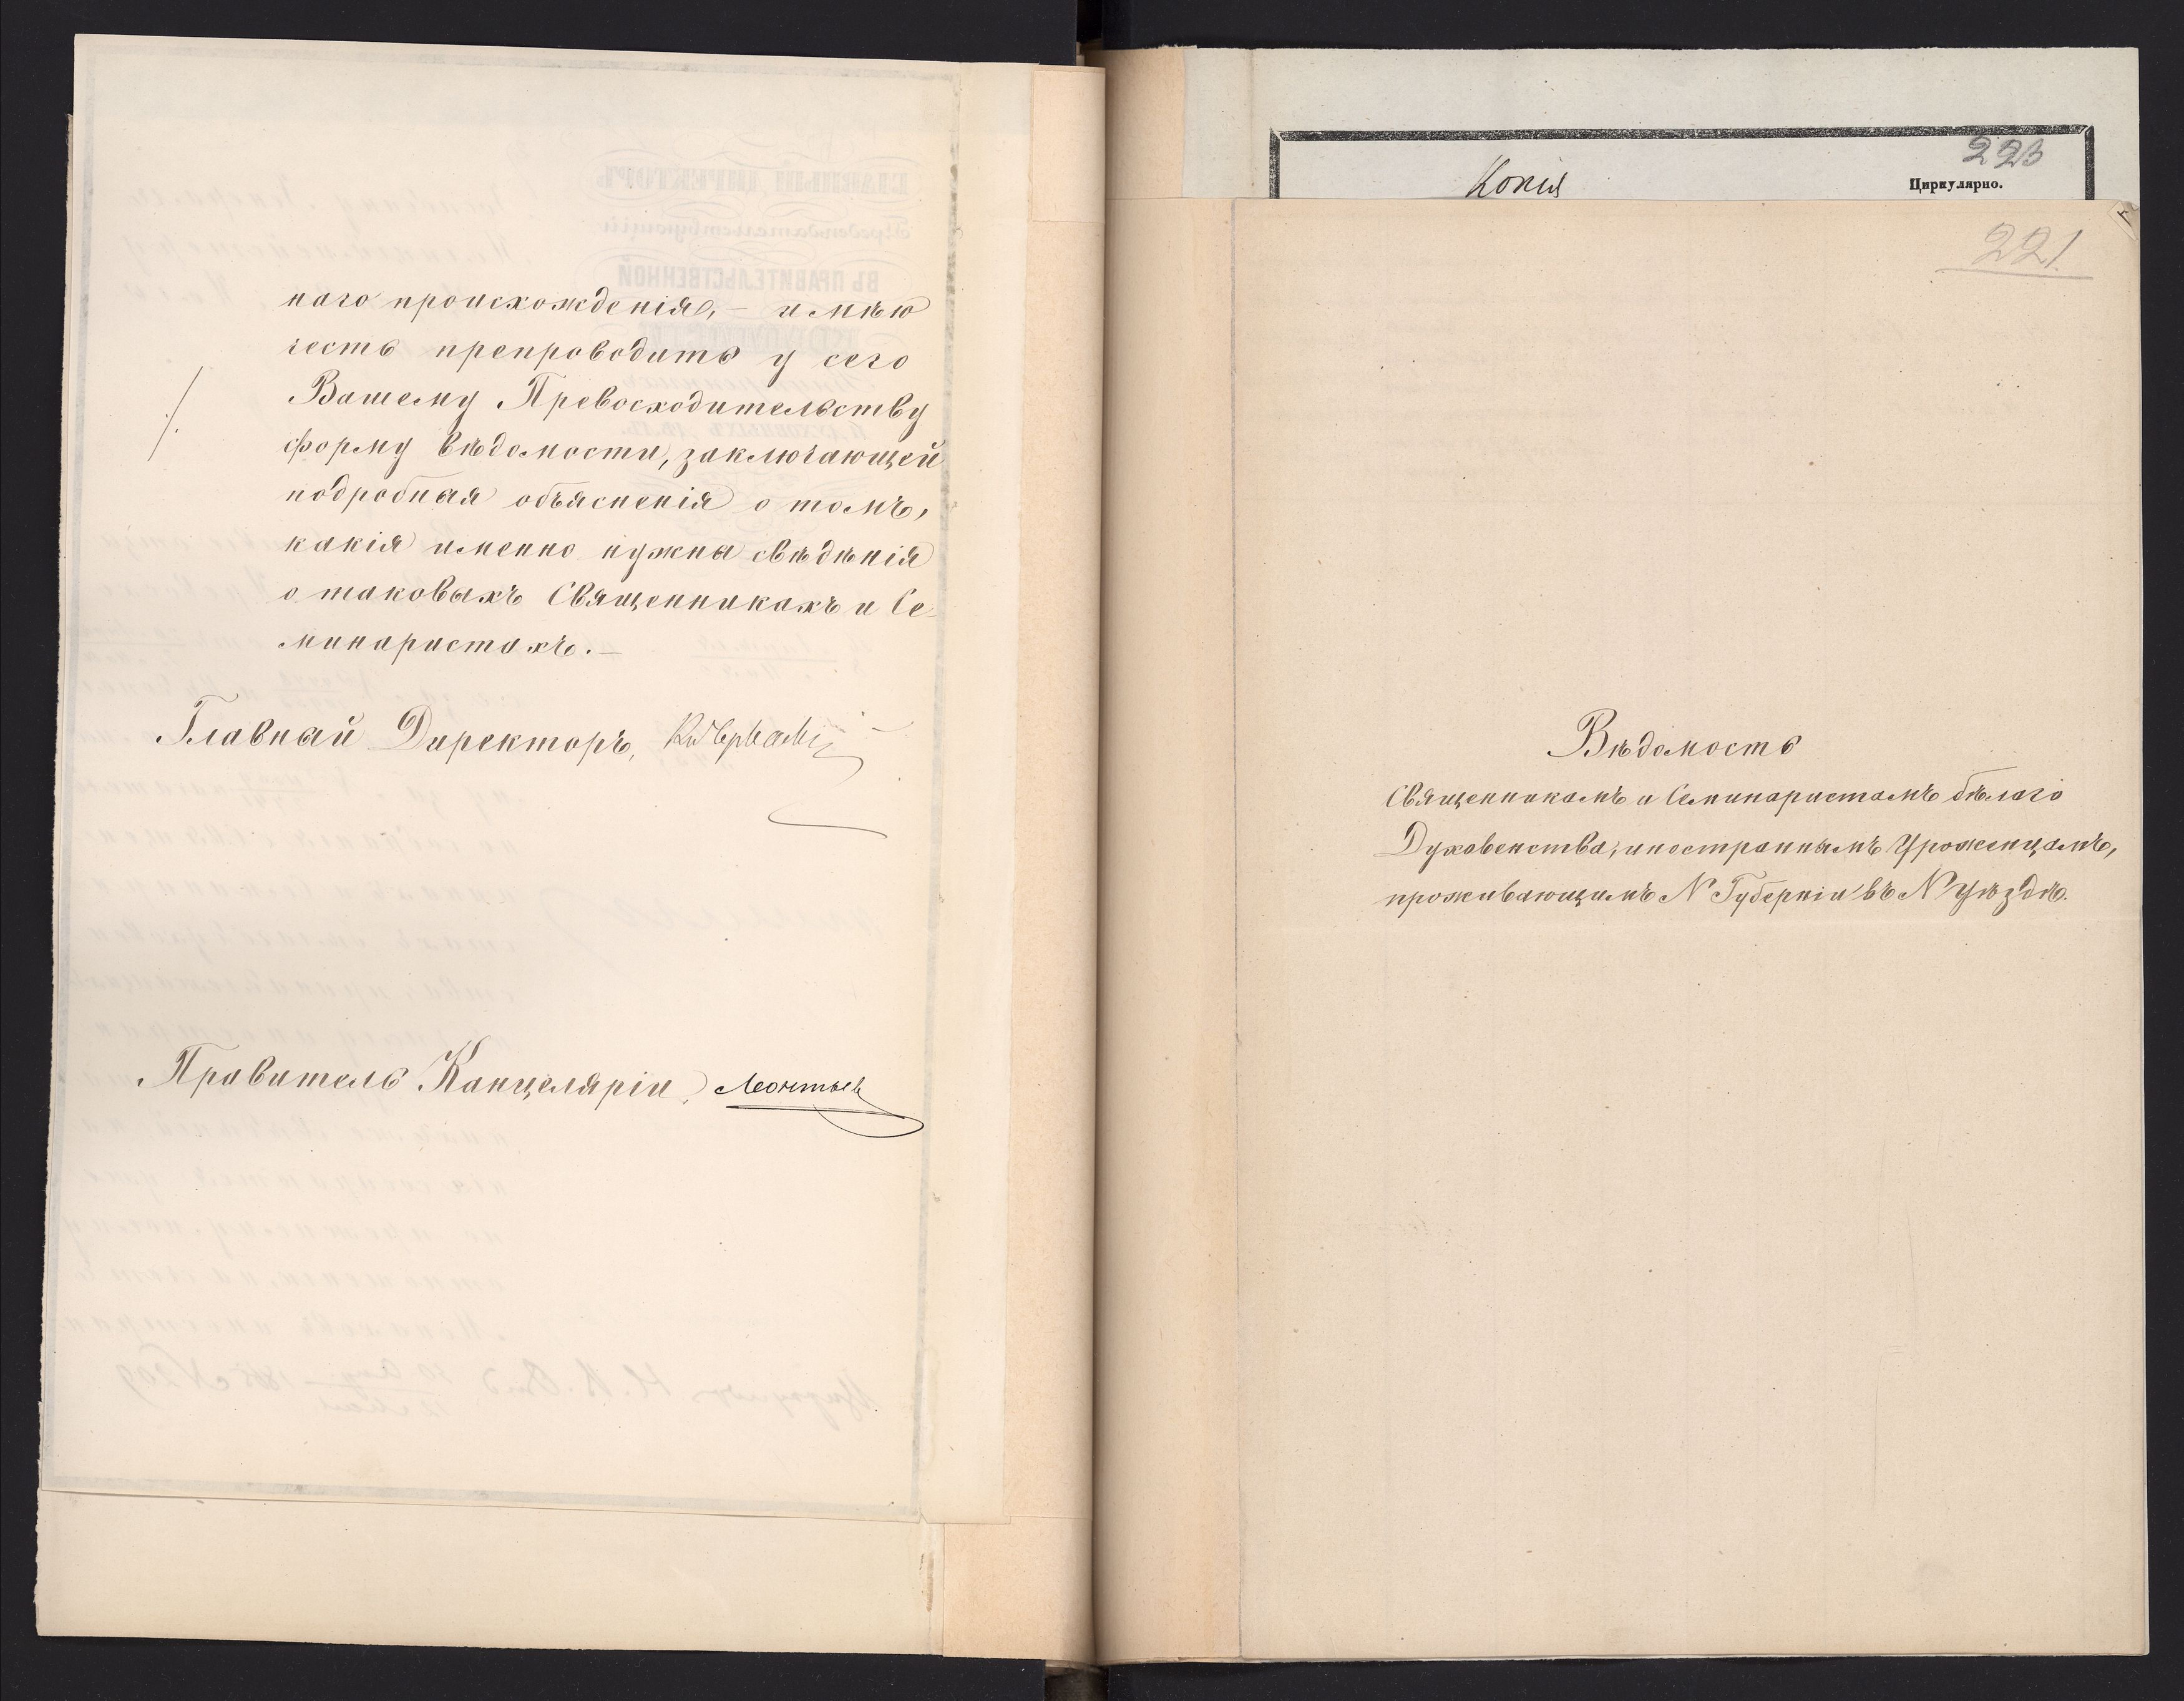 наго происхожденія, — имѣю
честь препроводить у сего
Вашему Превосходительству
форму вѣдомости, заключающей
подробныя объясненія о томъ,
какія именно нужны свѣдѣнія
о таковыхъ Священникахъ и Се-
минаристахъ. —
Главный Директоръ,
Правитель Канцеляріи, Леонтьев
223
Копія
Циркулярно.
221.
Вѣдомость
Священникамъ и Семинаристамъ бѣлаго
Духовенства, иностраннымъ Уроженцамъ,
проживающимъ N Губерніи въ N Уѣздѣ.